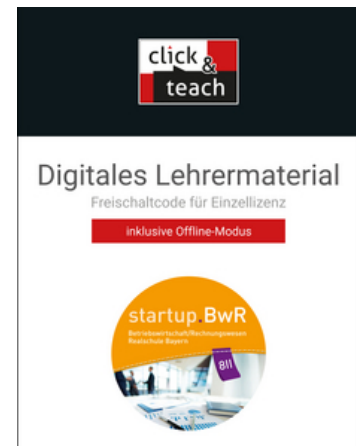 click &
teach
Digitales Lehrermaterial
Freischaltcode für Einzellizenz
inklusive Offline-Modus
startup.BwR
Betriebswirtschaft/Rechnungswesen
Realschule Bayern
8II